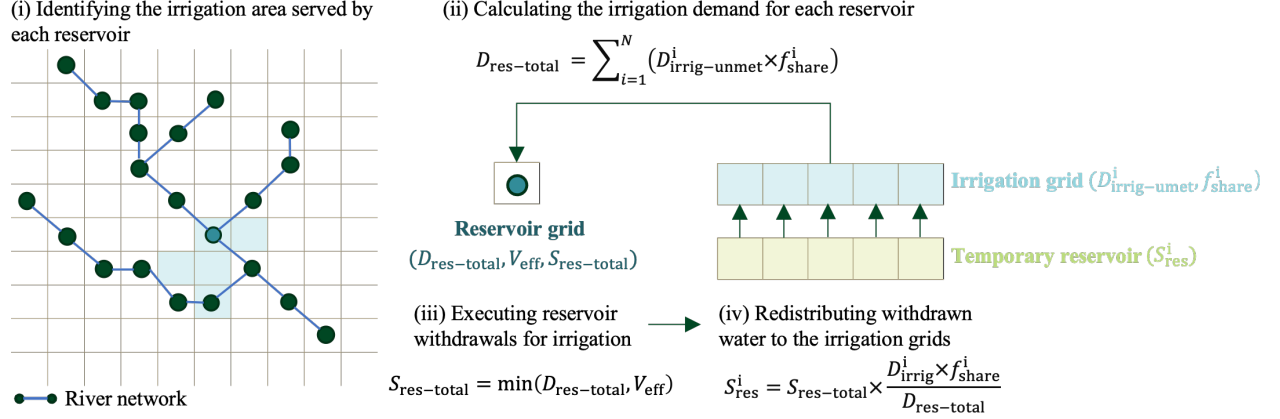 (i) Identifying the irrigation area served by
each reservoir
River network
(ii) Calculating the irrigation demand for each reservoir
D_res−total = ∑_{i=1}^{N} (D^i_irrig−unmet × f^i_share)
Reservoir grid
(D_res−total, V_eff, S_res−total)
Irrigation grid (D^i_irrig−umet, f^i_share)
Temporary reservoir (S^i_res)
(iii) Executing reservoir
withdrawals for irrigation
S_res−total = min(D_res−total, V_eff)
(iv) Redistributing withdrawn
water to the irrigation grids
S^i_res = S_res−total × (D^i_irrig × f^i_share) / D_res−total